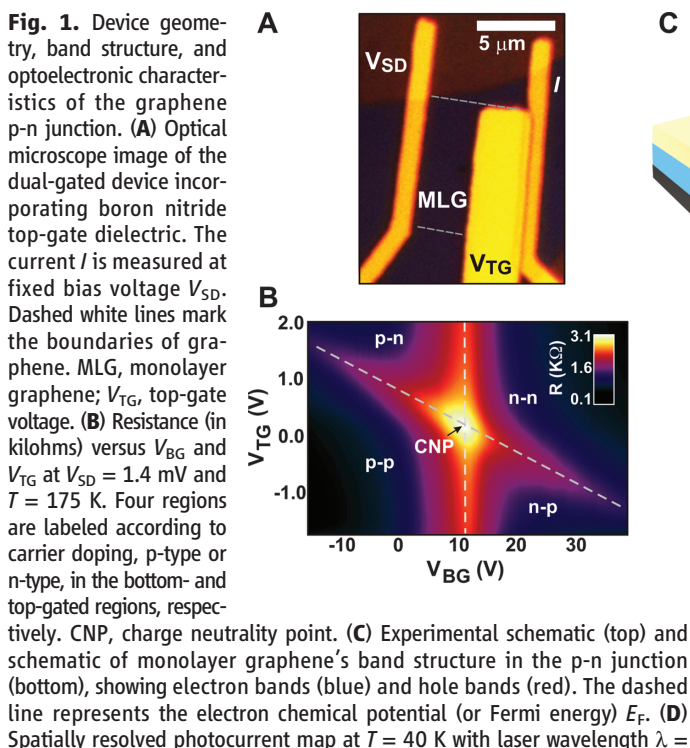 Fig. 1. Device geome-
try, band structure, and
optoelectronic character-
istics of the graphene
p-n junction. (A) Optical
microscope image of the
dual-gated device incor-
porating boron nitride
top-gate dielectric. The
current I is measured at
fixed bias voltage VSD.
Dashed white lines mark
the boundaries of gra-
phene. MLG, monolayer
graphene; VTG, top-gate
voltage. (B) Resistance (in
kilohms) versus VBG and
VTG at VSD = 1.4 mV and
T = 175 K. Four regions
are labeled according to
carrier doping, p-type or
n-type, in the bottom- and
top-gated regions, respec-
tively. CNP, charge neutrality point. (C) Experimental schematic (top) and
schematic of monolayer graphene's band structure in the p-n junction
(bottom), showing electron bands (blue) and hole bands (red). The dashed
line represents the electron chemical potential (or Fermi energy) EF. (D)
Spatially resolved photocurrent map at T = 40 K with laser wavelength λ =
A
5 μm
VSD
I
MLG
VTG
C
B
2.0
1.0
0.0
-1.0
VTG (V)
p-n
n-n
CNP
p-p
n-p
R (KΩ)
3.1
1.6
0.1
-10
0
10
20
30
VBG (V)